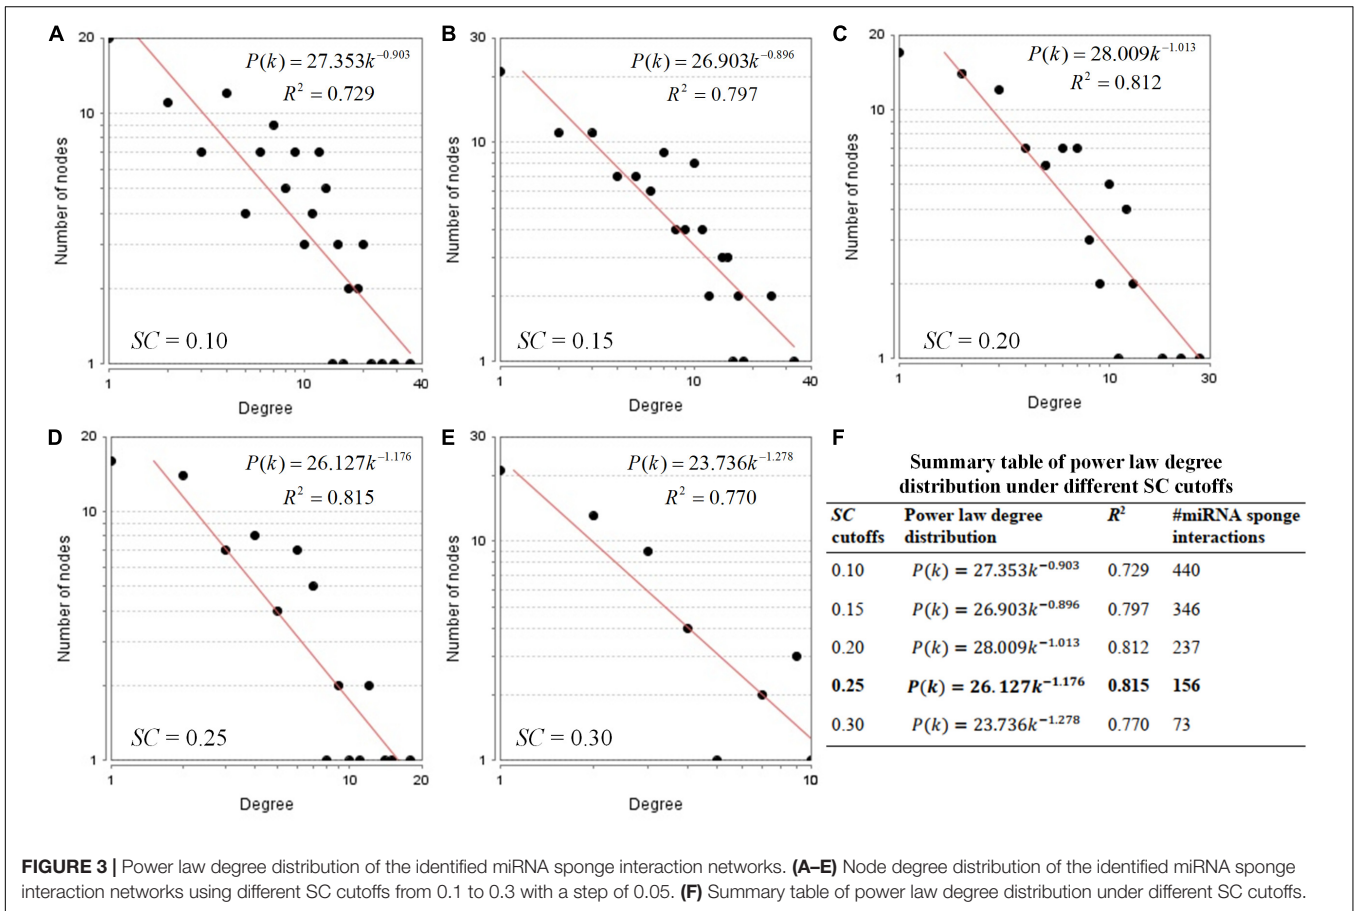 A
20
10
1
1
10
40
Number of nodes
Degree
P(k) = 27.353k^−0.903
R² = 0.729
SC = 0.10
B
30
10
1
1
10
40
Number of nodes
Degree
P(k) = 26.903k^−0.896
R² = 0.797
SC = 0.15
C
20
10
1
1
10
30
Number of nodes
Degree
P(k) = 28.009k^−1.013
R² = 0.812
SC = 0.20
D
20
10
1
1
10
20
Number of nodes
Degree
P(k) = 26.127k^−1.176
R² = 0.815
SC = 0.25
E
30
10
1
1
10
Number of nodes
Degree
P(k) = 23.736k^−1.278
R² = 0.770
SC = 0.30
F
Summary table of power law degree
distribution under different SC cutoffs
SC cutoffs Power law degree distribution R² #miRNA sponge interactions
0.10 P(k) = 27.353k^−0.903 0.729 440
0.15 P(k) = 26.903k^−0.896 0.797 346
0.20 P(k) = 28.009k^−1.013 0.812 237
0.25 P(k) = 26.127k^−1.176 0.815 156
0.30 P(k) = 23.736k^−1.278 0.770 73
FIGURE 3 | Power law degree distribution of the identified miRNA sponge interaction networks. (A–E) Node degree distribution of the identified miRNA sponge
interaction networks using different SC cutoffs from 0.1 to 0.3 with a step of 0.05. (F) Summary table of power law degree distribution under different SC cutoffs.